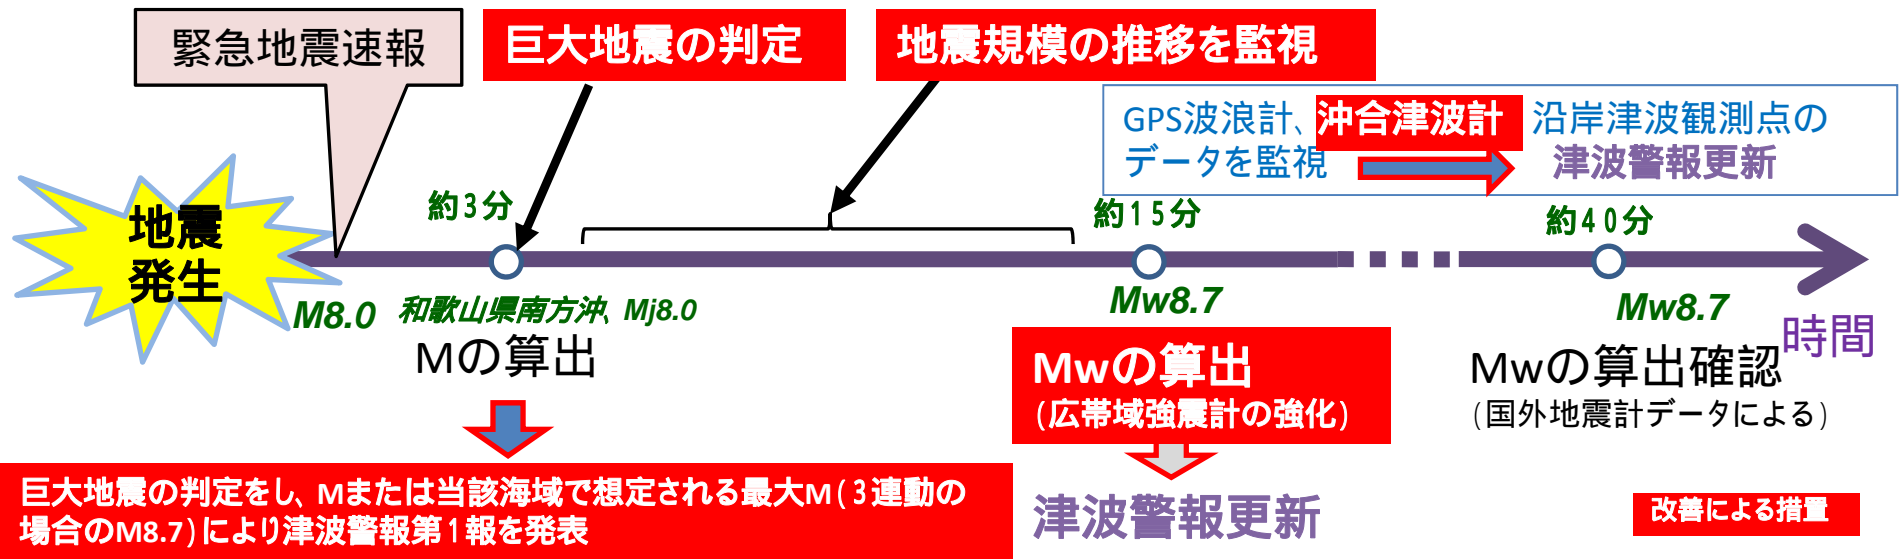 緊急地震速報
巨大地震の判定
地震規模の推移を監視
GPS波浪計、沖合津波計 沿岸津波観測点の
データを監視
津波警報更新
地震
発生
約3分
約15分
約40分
M8.0
和歌山県南方沖、Mj8.0
Mw8.7
Mw8.7
時間
Mの算出
Mwの算出
(広帯域強震計の強化)
Mwの算出確認
(国外地震計データによる)
巨大地震の判定をし、Mまたは当該海域で想定される最大M(3連動の
場合のM8.7)により津波警報第1報を発表
津波警報更新
改善による措置